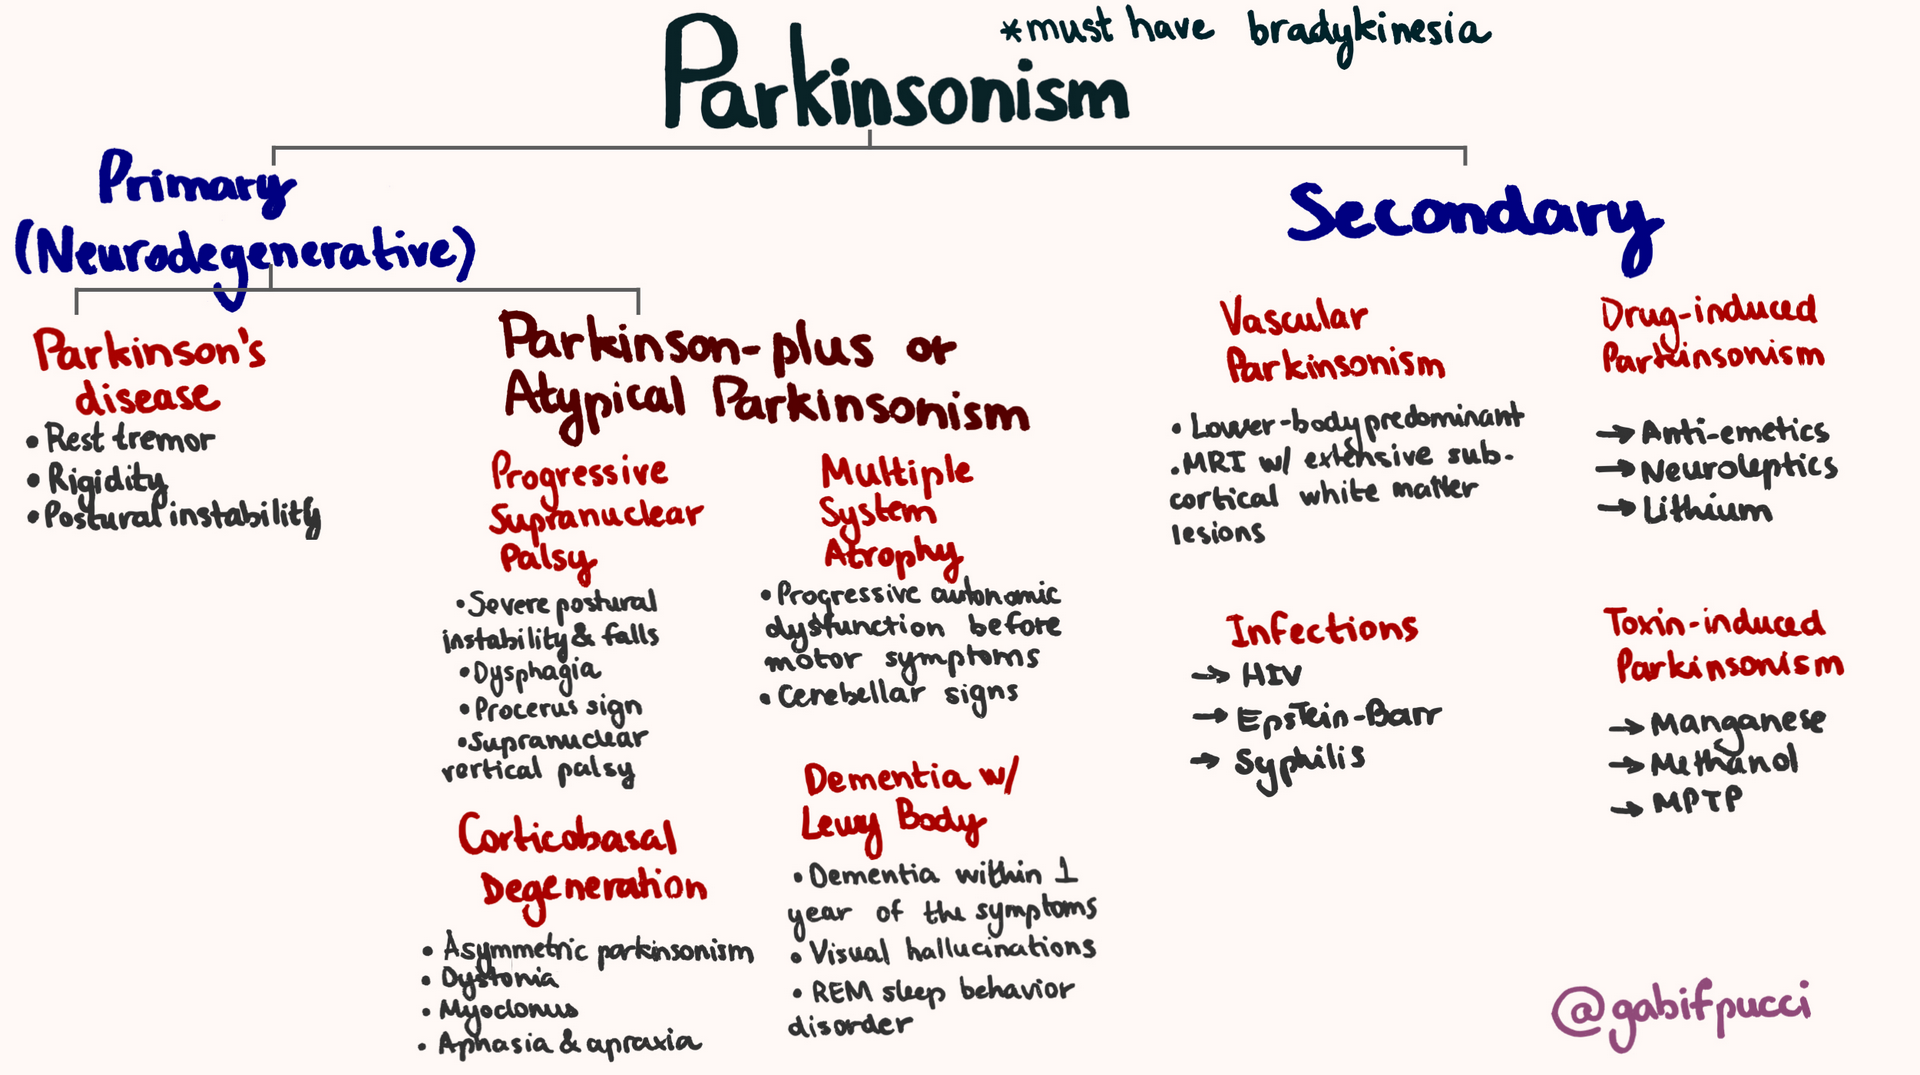 Parkinsonism
*must have bradykinesia
Primary
(Neurodegenerative)
Parkinson's
disease
• Rest tremor
• Rigidity
• Postural instability
Parkinson-plus or
Atypical Parkinsonism
Progressive
Supranuclear
Palsy
• Severe postural
instability & falls
• Dysphagia
• Procerus sign
• Supranuclear
vertical palsy
Multiple
System
Atrophy
• Progressive autonomic
dysfunction before
motor symptoms
• Cerebellar signs
Corticobasal
Degeneration
• Asymmetric parkinsonism
• Dystonia
• Myoclonus
• Aphasia & apraxia
Dementia w/
Lewy Body
• Dementia within 1
year of the symptoms
• Visual hallucinations
• REM sleep behavior
disorder
Secondary
Vascular
Parkinsonism
• Lower-body predominant
• MRI w/ extensive sub-
cortical white matter
lesions
Drug-induced
Parkinsonism
→ Anti-emetics
→ Neuroleptics
→ Lithium
Infections
→ HIV
→ Epstein-Barr
→ Syphilis
Toxin-induced
Parkinsonism
→ Manganese
→ Methanol
→ MPTP
@gabifpucci